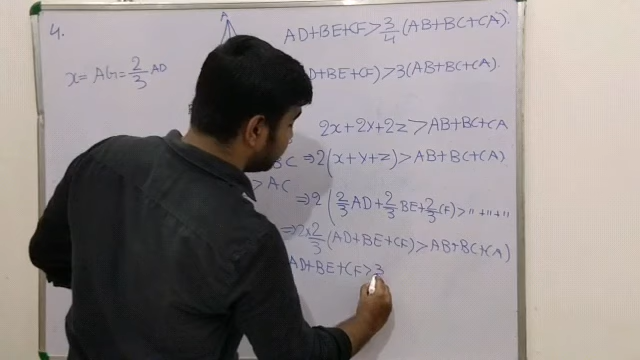 4.
A
AD+BE+CF>3/4(AB+BC+CA).
x=AG=2/3 AD
D+BE+CF)>3(AB+BC+CA).
2x+2y+2z>AB+BC+CA
BC ⇒2(x+y+z)>AB+BC+CA).
> AC
⇒2(2/3 AD+2/3 BE+2/3 CF)>"+"+"
⇒2x2/3(AD+BE+CF)>AB+BC+CA)
AD+BE+CF>3